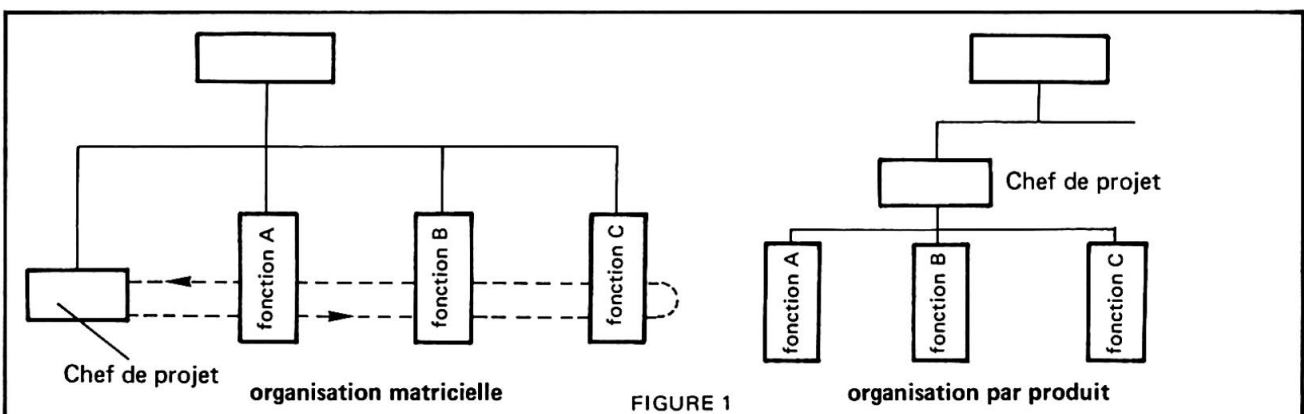 fonction A
fonction B
fonction C
Chef de projet
organisation matricielle
Chef de projet
fonction A
fonction B
fonction C
organisation par produit
FIGURE 1